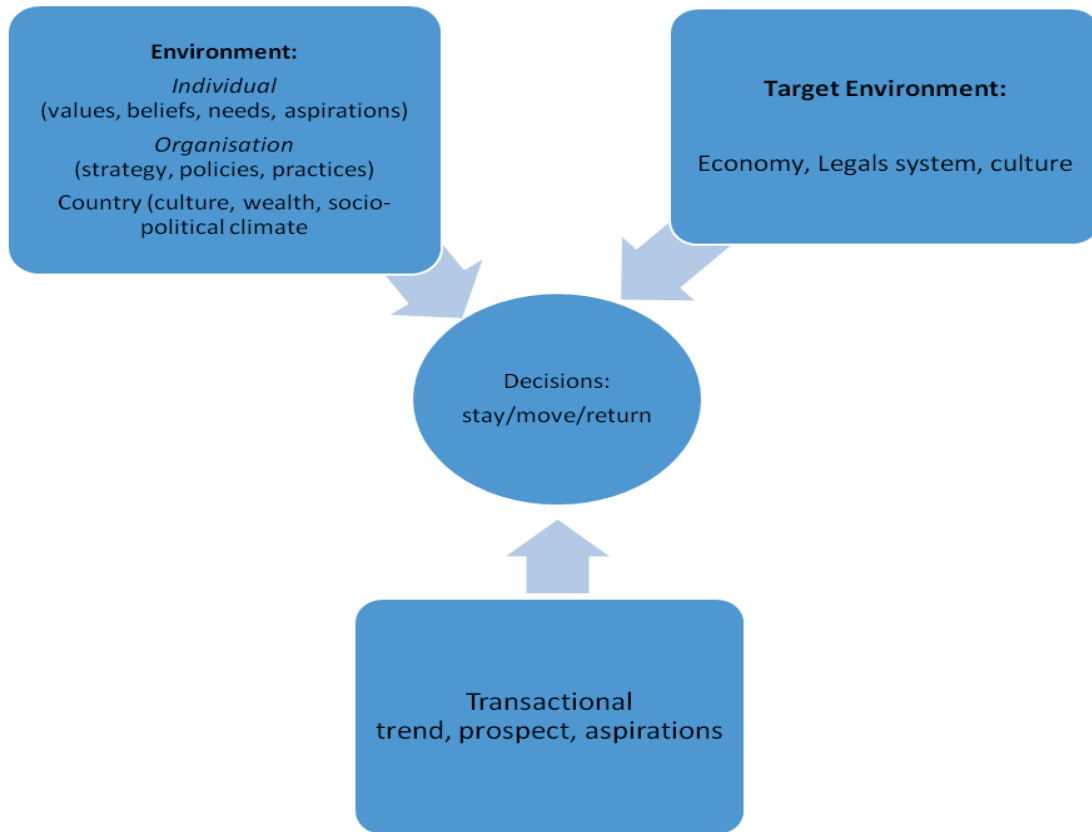 Environment:
Individual
(values, beliefs, needs, aspirations)
Organisation
(strategy, policies, practices)
Country (culture, wealth, socio-
political climate
Target Environment:
Economy, Legals system, culture
Decisions:
stay/move/return
Transactional
trend, prospect, aspirations